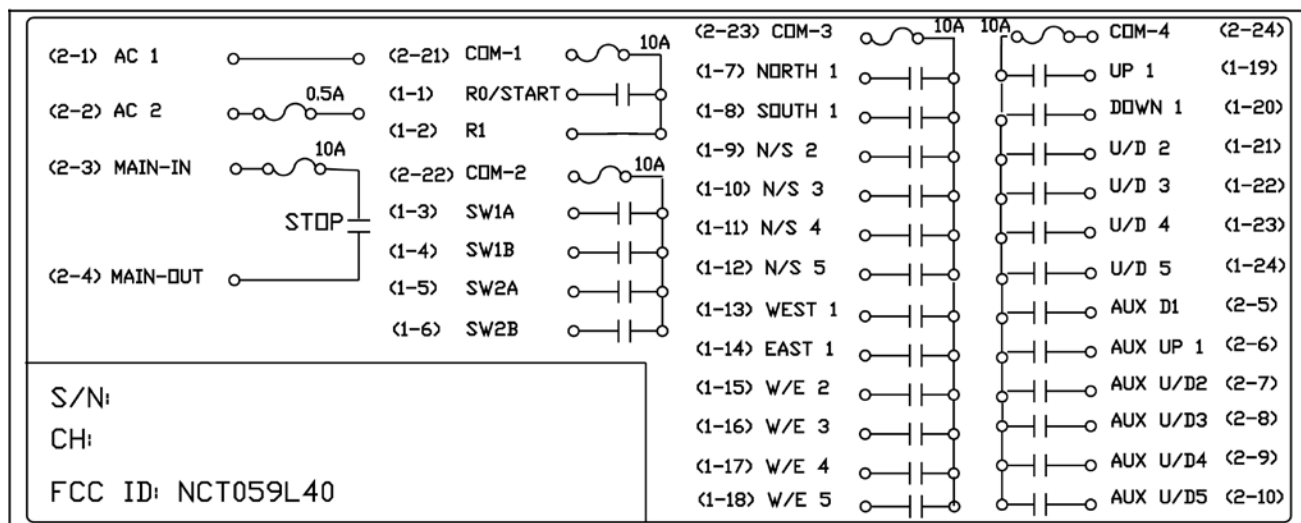 (2-1) AC 1
(2-2) AC 2 0.5A
(2-3) MAIN-IN 10A
STOP
(2-4) MAIN-OUT
(2-21) COM-1 10A
(1-1) R0/START
(1-2) R1
(2-22) COM-2 10A
(1-3) SW1A
(1-4) SW1B
(1-5) SW2A
(1-6) SW2B
(2-23) COM-3 10A
(1-7) NORTH 1
(1-8) SOUTH 1
(1-9) N/S 2
(1-10) N/S 3
(1-11) N/S 4
(1-12) N/S 5
(1-13) WEST 1
(1-14) EAST 1
(1-15) W/E 2
(1-16) W/E 3
(1-17) W/E 4
(1-18) W/E 5
10A COM-4 (2-24)
UP 1 (1-19)
DOWN 1 (1-20)
U/D 2 (1-21)
U/D 3 (1-22)
U/D 4 (1-23)
U/D 5 (1-24)
AUX D1 (2-5)
AUX UP 1 (2-6)
AUX U/D2 (2-7)
AUX U/D3 (2-8)
AUX U/D4 (2-9)
AUX U/D5 (2-10)
S/N:
CH:
FCC ID: NCT059L40